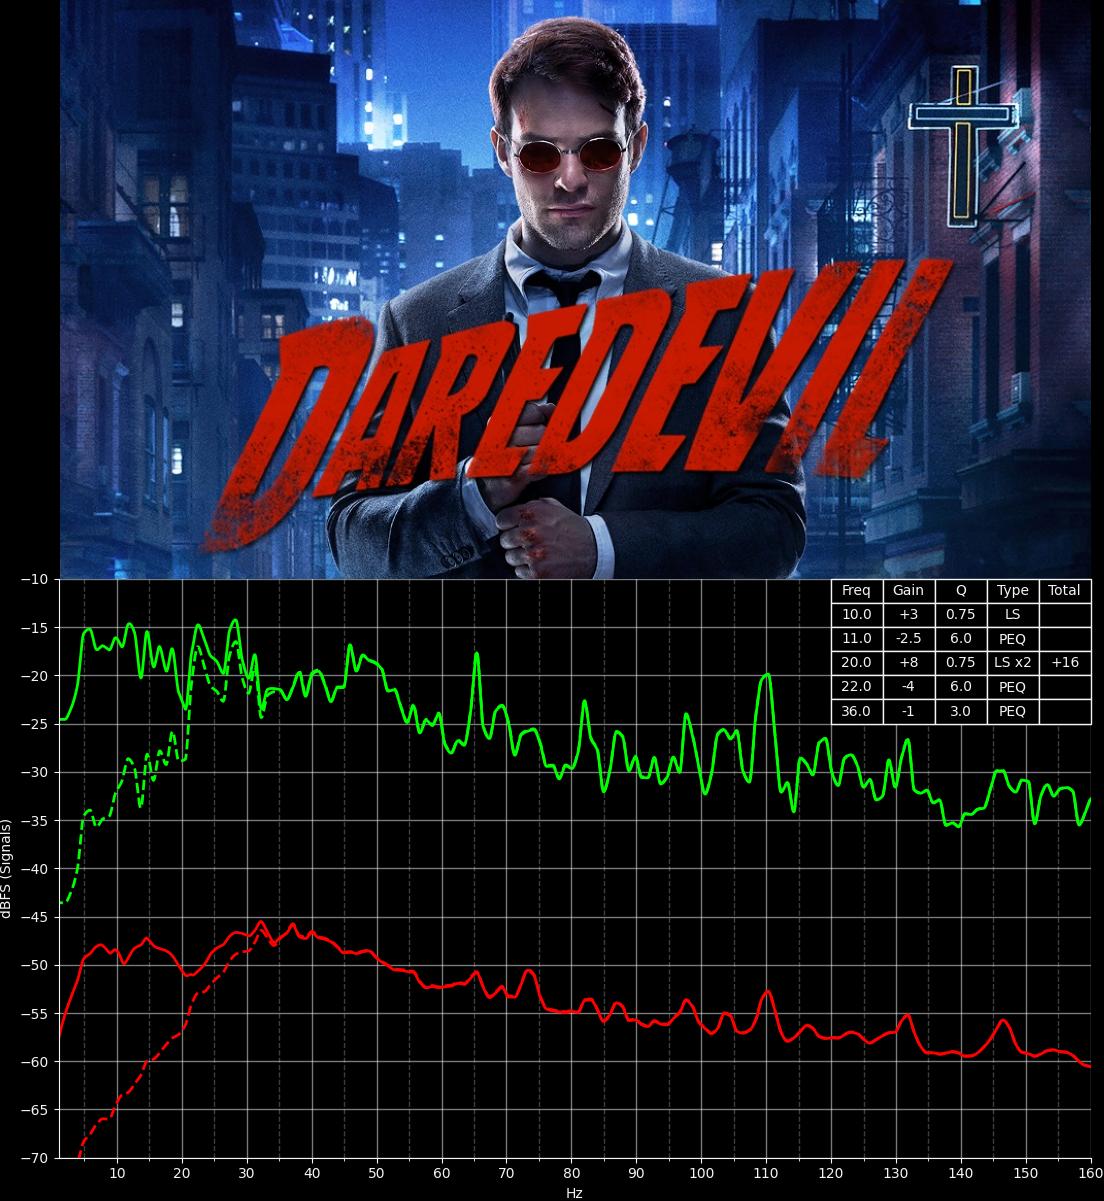 DAREDEVIL
Freq Gain Q Type Total
10.0 +3 0.75 LS
11.0 -2.5 6.0 PEQ
20.0 +8 0.75 LS x2 +16
22.0 -4 6.0 PEQ
36.0 -1 3.0 PEQ
−10
−15
−20
−25
−30
−35
−40
−45
−50
−55
−60
−65
−70
dBFS (Signals)
10 20 30 40 50 60 70 80 90 100 110 120 130 140 150 160
Hz